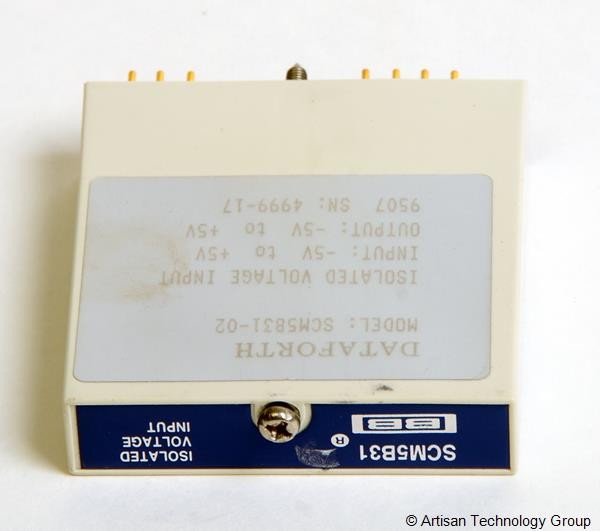 DATAFORTH
MODEL: SCM5B31-02
ISOLATED VOLTAGE INPUT
INPUT: -5V to +5V
OUTPUT: -5V to +5V
9507 SN: 4999-17
SCM5B31
BB ®
ISOLATED
VOLTAGE
INPUT
© Artisan Technology Group